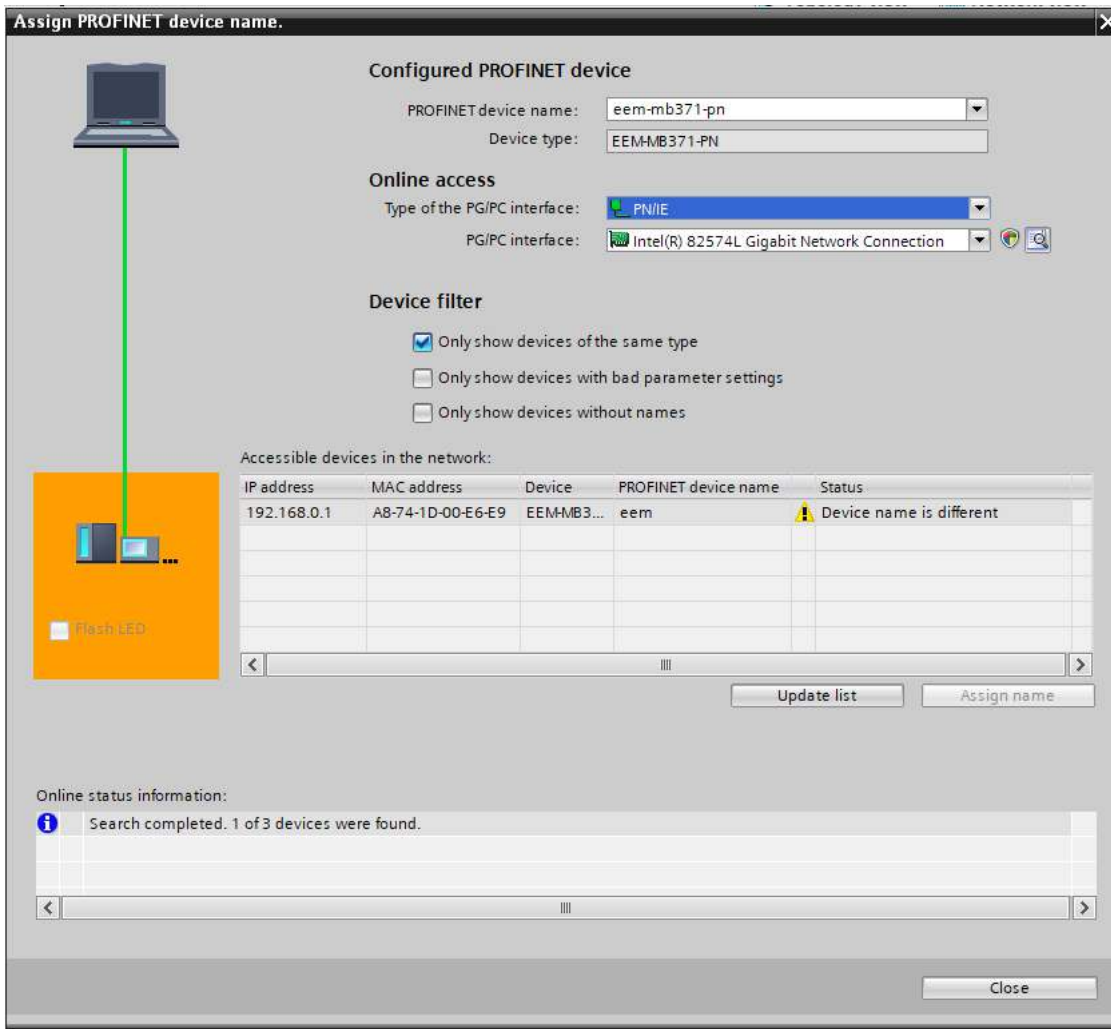 Assign PROFINET device name.
Configured PROFINET device
PROFINET device name: eem-mb371-pn
Device type: EEM-MB371-PN
Online access
Type of the PG/PC interface: PN/IE
PG/PC interface: Intel(R) 82574L Gigabit Network Connection
Device filter
Only show devices of the same type
Only show devices with bad parameter settings
Only show devices without names
Accessible devices in the network:
IP address MAC address Device PROFINET device name Status
192.168.0.1 A8-74-1D-00-E6-E9 EEM-MB3... eem Device name is different
Flash LED
Update list Assign name
Online status information:
Search completed. 1 of 3 devices were found.
Close